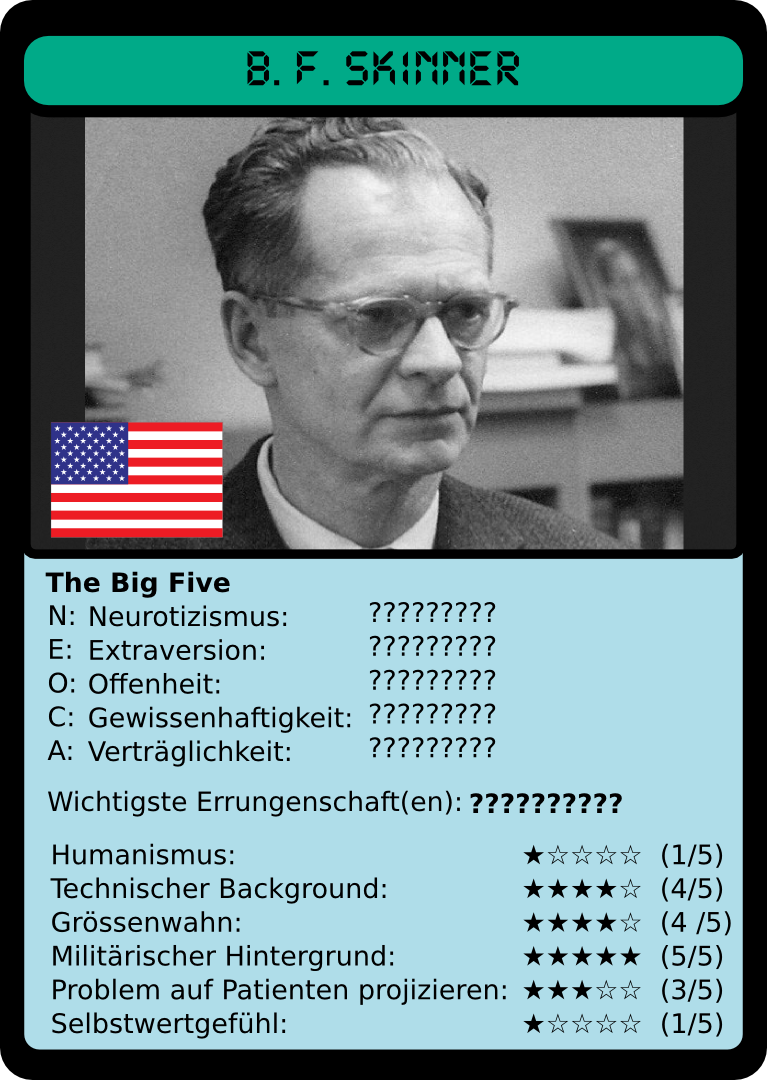 B. F. SKINNER
The Big Five
N: Neurotizismus: ?????????
E: Extraversion: ?????????
O: Offenheit: ?????????
C: Gewissenhaftigkeit: ?????????
A: Verträglichkeit: ?????????
Wichtigste Errungenschaft(en): ??????????
Humanismus: ★☆☆☆☆ (1/5)
Technischer Background: ★★★★☆ (4/5)
Grössenwahn: ★★★★☆ (4 /5)
Militärischer Hintergrund: ★★★★★ (5/5)
Problem auf Patienten projizieren: ★★★☆☆ (3/5)
Selbstwertgefühl: ★☆☆☆☆ (1/5)